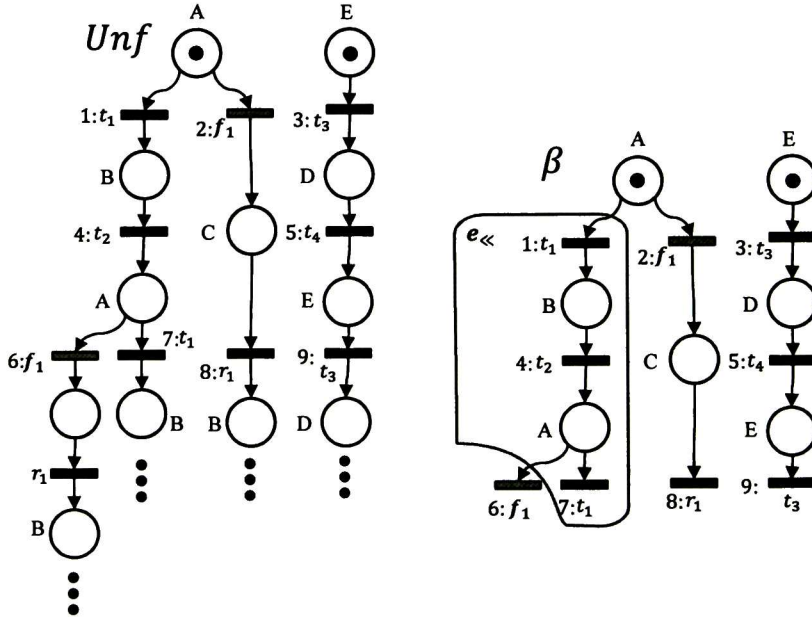 Unf
A
E
1:t₁
2:f₁
3:t₃
B
C
D
4:t₂
5:t₄
A
E
6:f₁
7:t₁
8:r₁
9:
t₃
B
B
D
r₁
B
β
A
E
e≪
1:t₁
2:f₁
3:t₃
B
D
4:t₂
C
5:t₄
A
E
6:f₁
7:t₁
8:r₁
9:
t₃